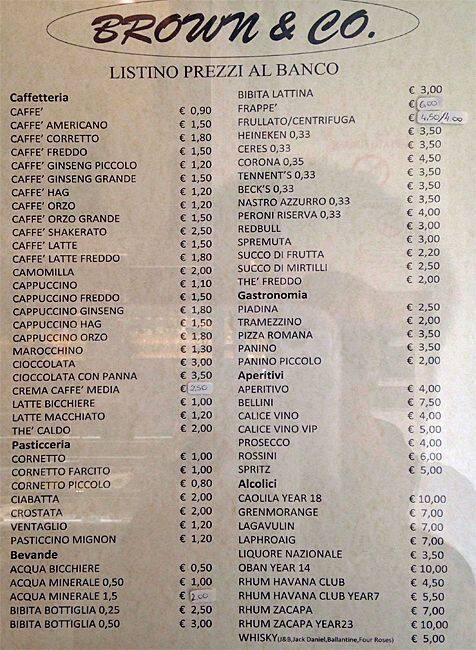 BROWN & CO.
LISTINO PREZZI AL BANCO
Caffetteria
CAFFE' € 0,90
CAFFE' AMERICANO € 1,50
CAFFE' CORRETTO € 1,80
CAFFE' FREDDO € 1,50
CAFFE' GINSENG PICCOLO € 1,20
CAFFE' GINSENG GRANDE € 1,50
CAFFE' HAG € 1,20
CAFFE' ORZO € 1,20
CAFFE' ORZO GRANDE € 1,50
CAFFE' SHAKERATO € 2,50
CAFFE' LATTE € 1,50
CAFFE' LATTE FREDDO € 1,80
CAMOMILLA € 2,00
CAPPUCCINO € 1,10
CAPPUCCINO FREDDO € 1,50
CAPPUCCINO GINSENG € 1,80
CAPPUCCINO HAG € 1,50
CAPPUCCINO ORZO € 1,80
MAROCCHINO € 1,30
CIOCCOLATA € 3,00
CIOCCOLATA CON PANNA € 3,50
CREMA CAFFE' MEDIA € 2,50
LATTE BICCHIERE € 1,00
LATTE MACCHIATO € 1,20
THE' CALDO € 2,00
Pasticceria
CORNETTO € 1,00
CORNETTO FARCITO € 1,00
CORNETTO PICCOLO € 0,80
CIABATTA € 2,00
CROSTATA € 2,00
VENTAGLIO € 1,20
PASTICCINO MIGNON € 1,20
Bevande
ACQUA BICCHIERE € 0,50
ACQUA MINERALE 0,50 € 1,00
ACQUA MINERALE 1,5 € 2,00
BIBITA BOTTIGLIA 0,25 € 2,50
BIBITA BOTTIGLIA 0,50 € 3,00
BIBITA LATTINA € 3,00
FRAPPE' € 6,00
FRULLATO/CENTRIFUGA € 4,50/4,00
HEINEKEN 0,33 € 3,50
CERES 0,33 € 3,50
CORONA 0,35 € 4,50
TENNENT'S 0,33 € 3,50
BECK'S 0,33 € 3,50
NASTRO AZZURRO 0,33 € 3,50
PERONI RISERVA 0,33 € 4,00
REDBULL € 3,00
SPREMUTA € 3,00
SUCCO DI FRUTTA € 2,20
SUCCO DI MIRTILLI € 2,50
THE' FREDDO € 2,00
Gastronomia
PIADINA € 2,50
TRAMEZZINO € 2,00
PIZZA ROMANA € 3,50
PANINO € 3,50
PANINO PICCOLO € 2,00
Aperitivi
APERITIVO € 4,00
BELLINI € 7,50
CALICE VINO € 4,00
CALICE VINO VIP € 5,00
PROSECCO € 4,00
ROSSINI € 6,00
SPRITZ € 5,00
Alcolici
CAOLILA YEAR 18 € 10,00
GRENMORANGE € 7,00
LAGAVULIN € 7,00
LAPHROAIG € 7,00
LIQUORE NAZIONALE € 3,50
OBAN YEAR 14 € 10,00
RHUM HAVANA CLUB € 4,50
RHUM HAVANA CLUB YEAR7 € 5,50
RHUM ZACAPA € 7,00
RHUM ZACAPA YEAR23 € 10,00
WHISKY(J&B,Jack Daniel,Ballantine,Four Roses) € 5,00